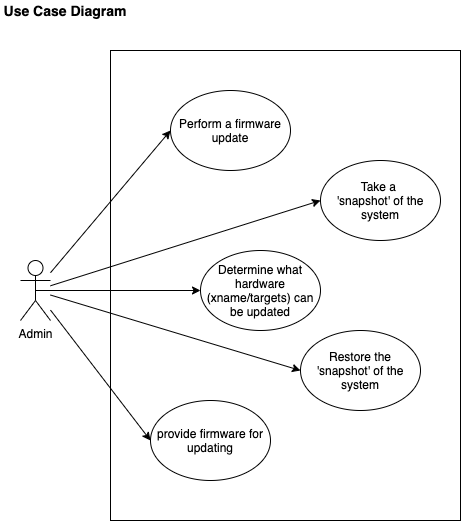 Use Case Diagram
Perform a firmware
update
Take a
'snapshot' of the
system
Determine what
hardware
(xname/targets) can
be updated
Admin
Restore the
'snapshot' of the
system
provide firmware for
updating